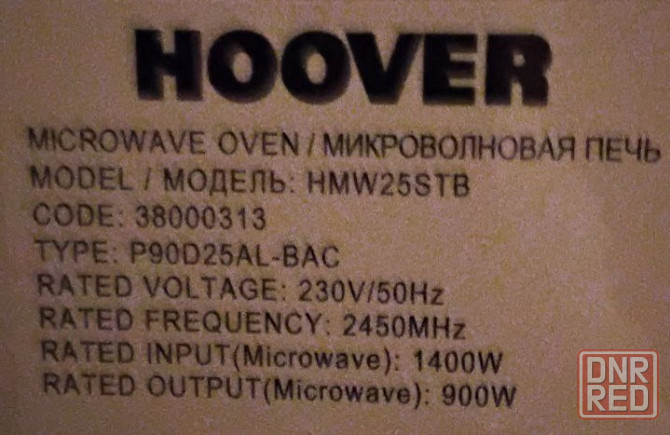 HOOVER
MICROWAVE OVEN / МИКРОВОЛНОВАЯ ПЕЧЬ
MODEL / МОДЕЛЬ: HMW25STB
CODE: 38000313
TYPE: P90D25AL-BAC
RATED VOLTAGE: 230V/50Hz
RATED FREQUENCY: 2450MHz
RATED INPUT(Microwave): 1400W
RATED OUTPUT(Microwave): 900W
DNR
RED